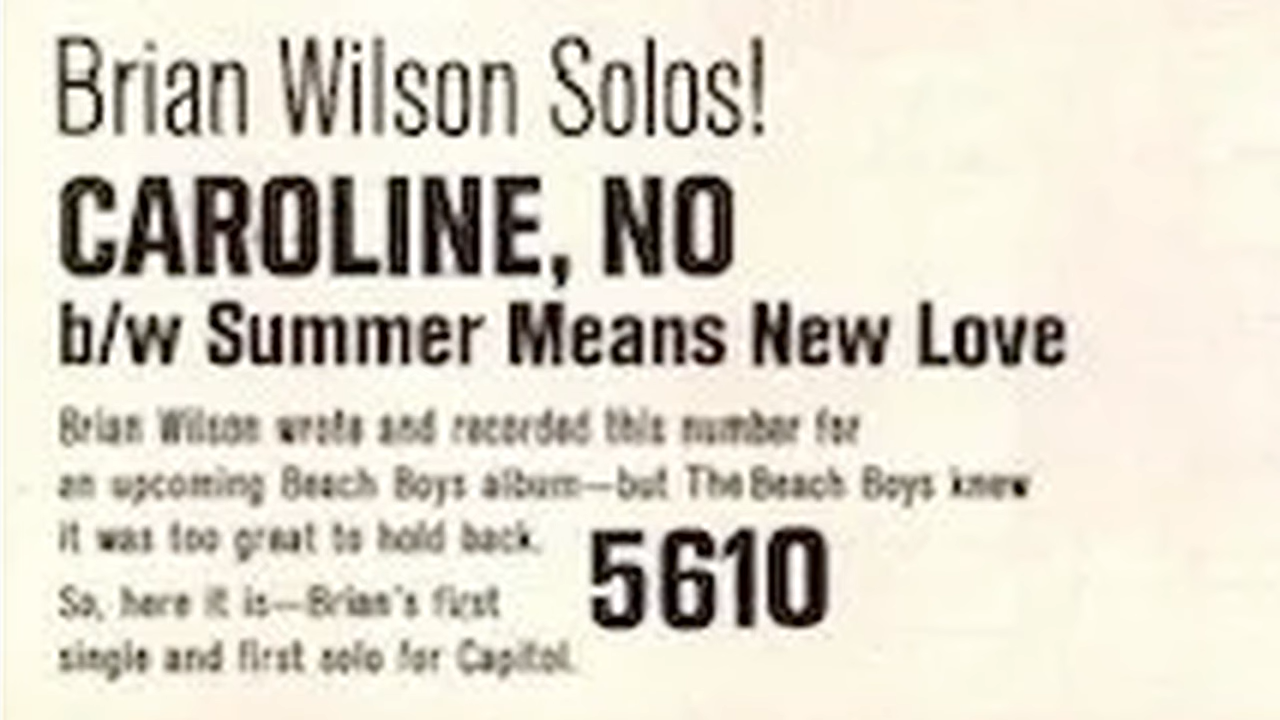 Brian Wilson Solos!
CAROLINE, NO
b/w Summer Means New Love
Brian Wilson wrote and recorded this number for
an upcoming Beach Boys album—but The Beach Boys knew
it was too great to hold back.
5610
So, here it is—Brian's first
single and first solo for Capitol.